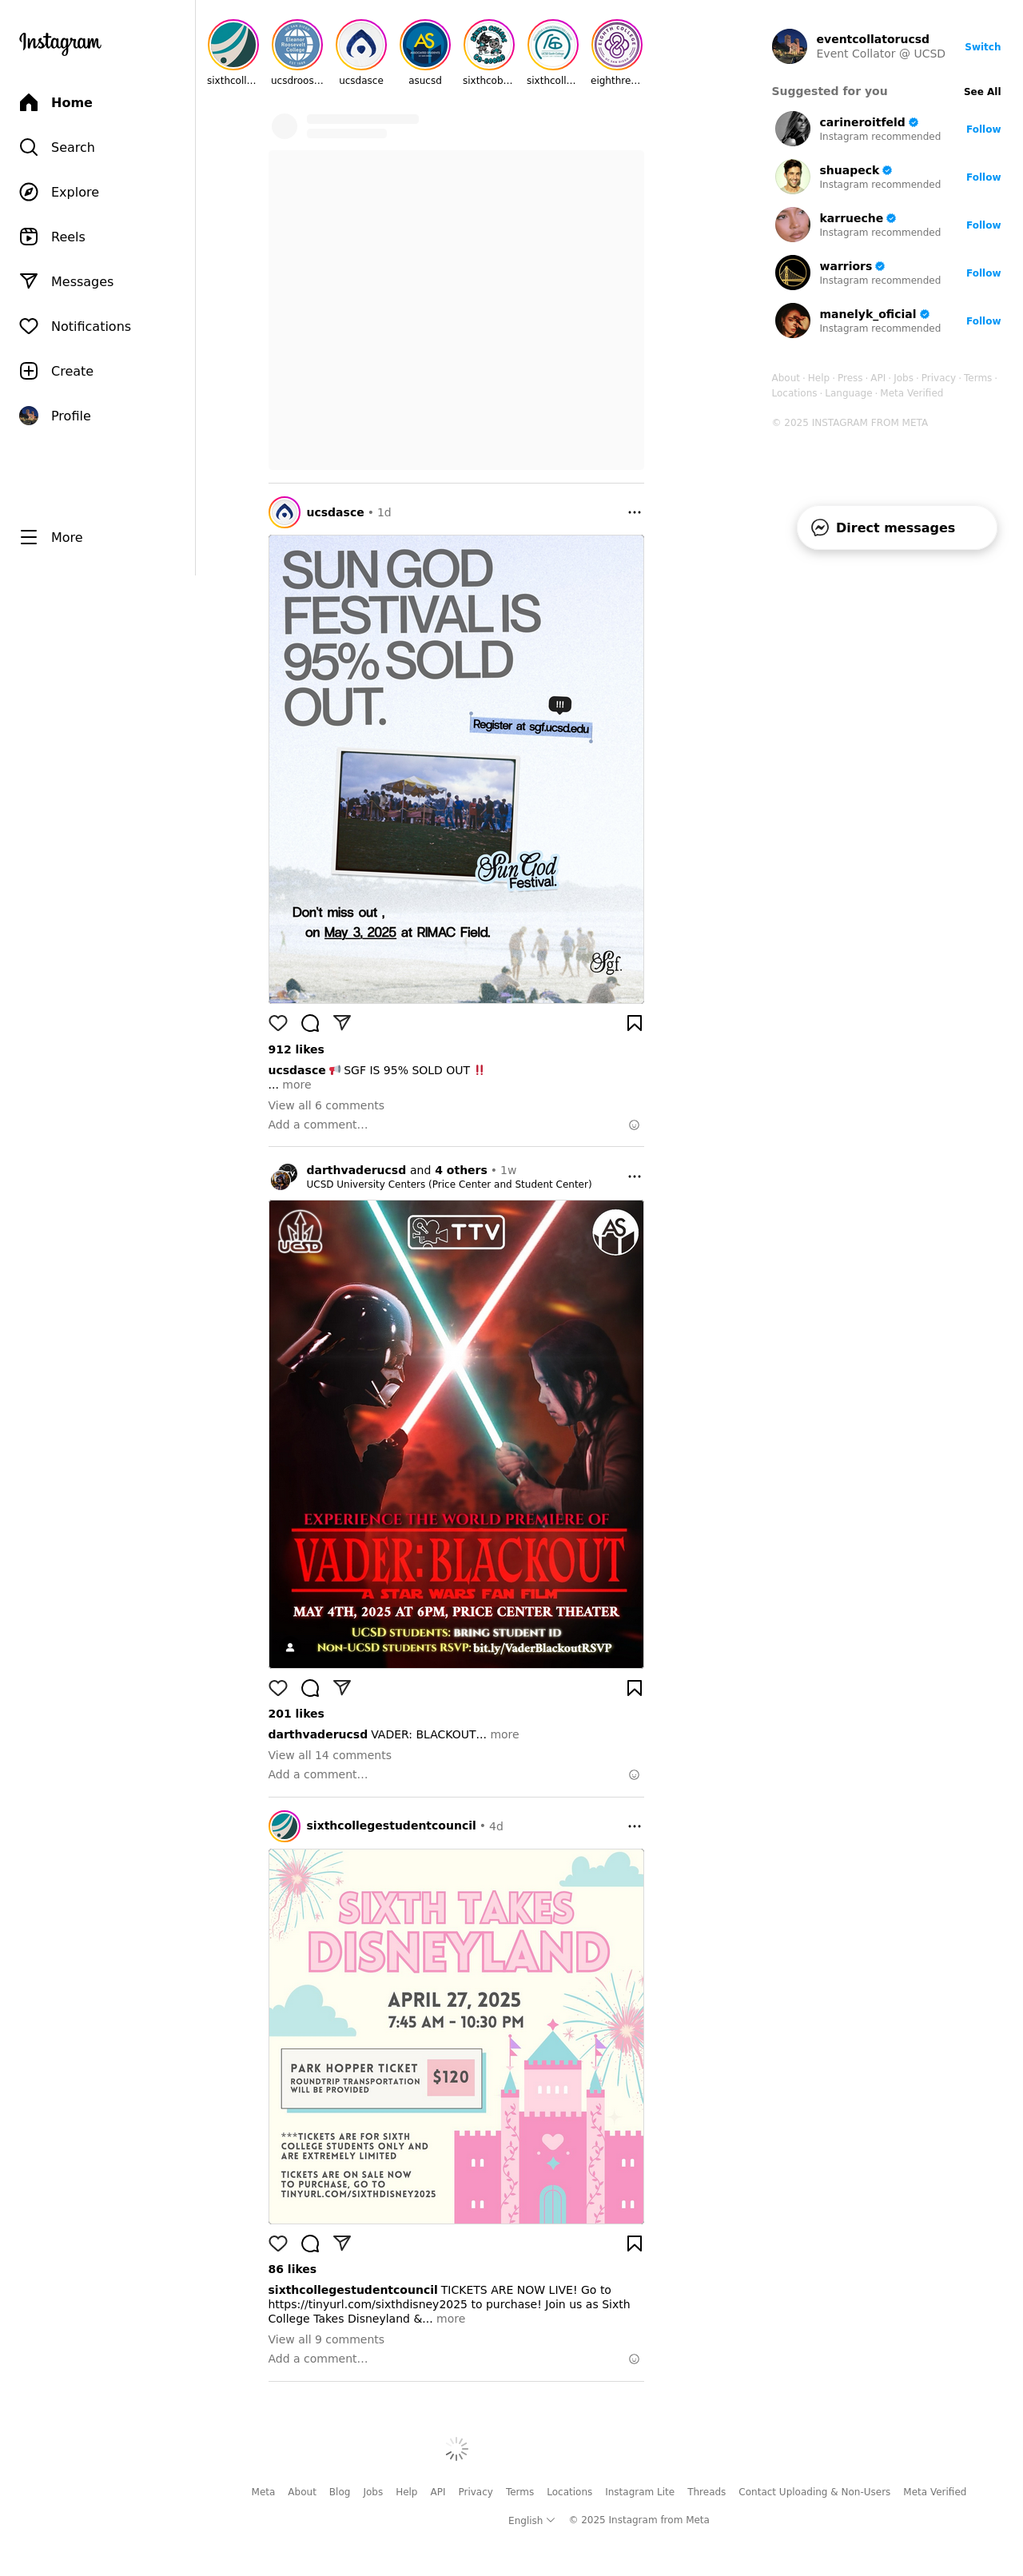 Instagram
Home
Search
Explore
Reels
Messages
Notifications
Create
Profile
More
sixthcoll...
ucsdroos...
ucsdasce
asucsd
sixthcob...
sixthcoll...
eighthre...
Eleanor
Roosevelt
College
AS
eventcollatorucsd
Event Collator @ UCSD
Switch
Suggested for you
See All
carineroitfeld
Instagram recommended
Follow
shuapeck
Instagram recommended
Follow
karrueche
Instagram recommended
Follow
warriors
Instagram recommended
Follow
manelyk_oficial
Instagram recommended
Follow
About · Help · Press · API · Jobs · Privacy · Terms ·
Locations · Language · Meta Verified
© 2025 INSTAGRAM FROM META
Direct messages
ucsdasce • 1d
SUN GOD
FESTIVAL IS
95% SOLD
OUT.
!!!
Register at sgf.ucsd.edu
Sun God
Festival.
Don't miss out ,
on May 3, 2025 at RIMAC Field.
Sgf.
912 likes
ucsdasce 📢 SGF IS 95% SOLD OUT ‼️
... more
View all 6 comments
Add a comment...
darthvaderucsd and 4 others • 1w
UCSD University Centers (Price Center and Student Center)
UCSD
TTV
AS
EXPERIENCE THE WORLD PREMIERE OF
VADER: BLACKOUT
A STAR WARS FAN FILM
MAY 4TH, 2025 AT 6PM, PRICE CENTER THEATER
UCSD STUDENTS: BRING STUDENT ID
NON-UCSD STUDENTS RSVP: bit.ly/VaderBlackoutRSVP
201 likes
darthvaderucsd VADER: BLACKOUT... more
View all 14 comments
Add a comment...
sixthcollegestudentcouncil • 4d
SIXTH TAKES
DISNEYLAND
APRIL 27, 2025
7:45 AM - 10:30 PM
PARK HOPPER TICKET
ROUNDTRIP TRANSPORTATION
WILL BE PROVIDED
$120
***TICKETS ARE FOR SIXTH
COLLEGE STUDENTS ONLY AND
ARE EXTREMELY LIMITED
TICKETS ARE ON SALE NOW
TO PURCHASE, GO TO
TINYURL.COM/SIXTHDISNEY2025
86 likes
sixthcollegestudentcouncil TICKETS ARE NOW LIVE! Go to
https://tinyurl.com/sixthdisney2025 to purchase! Join us as Sixth
College Takes Disneyland &... more
View all 9 comments
Add a comment...
Meta About Blog Jobs Help API Privacy Terms Locations Instagram Lite Threads Contact Uploading & Non-Users Meta Verified
English © 2025 Instagram from Meta